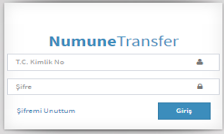 NumuneTransfer
T.C. Kimlik No
Şifre
Şifremi Unuttum
Giriş